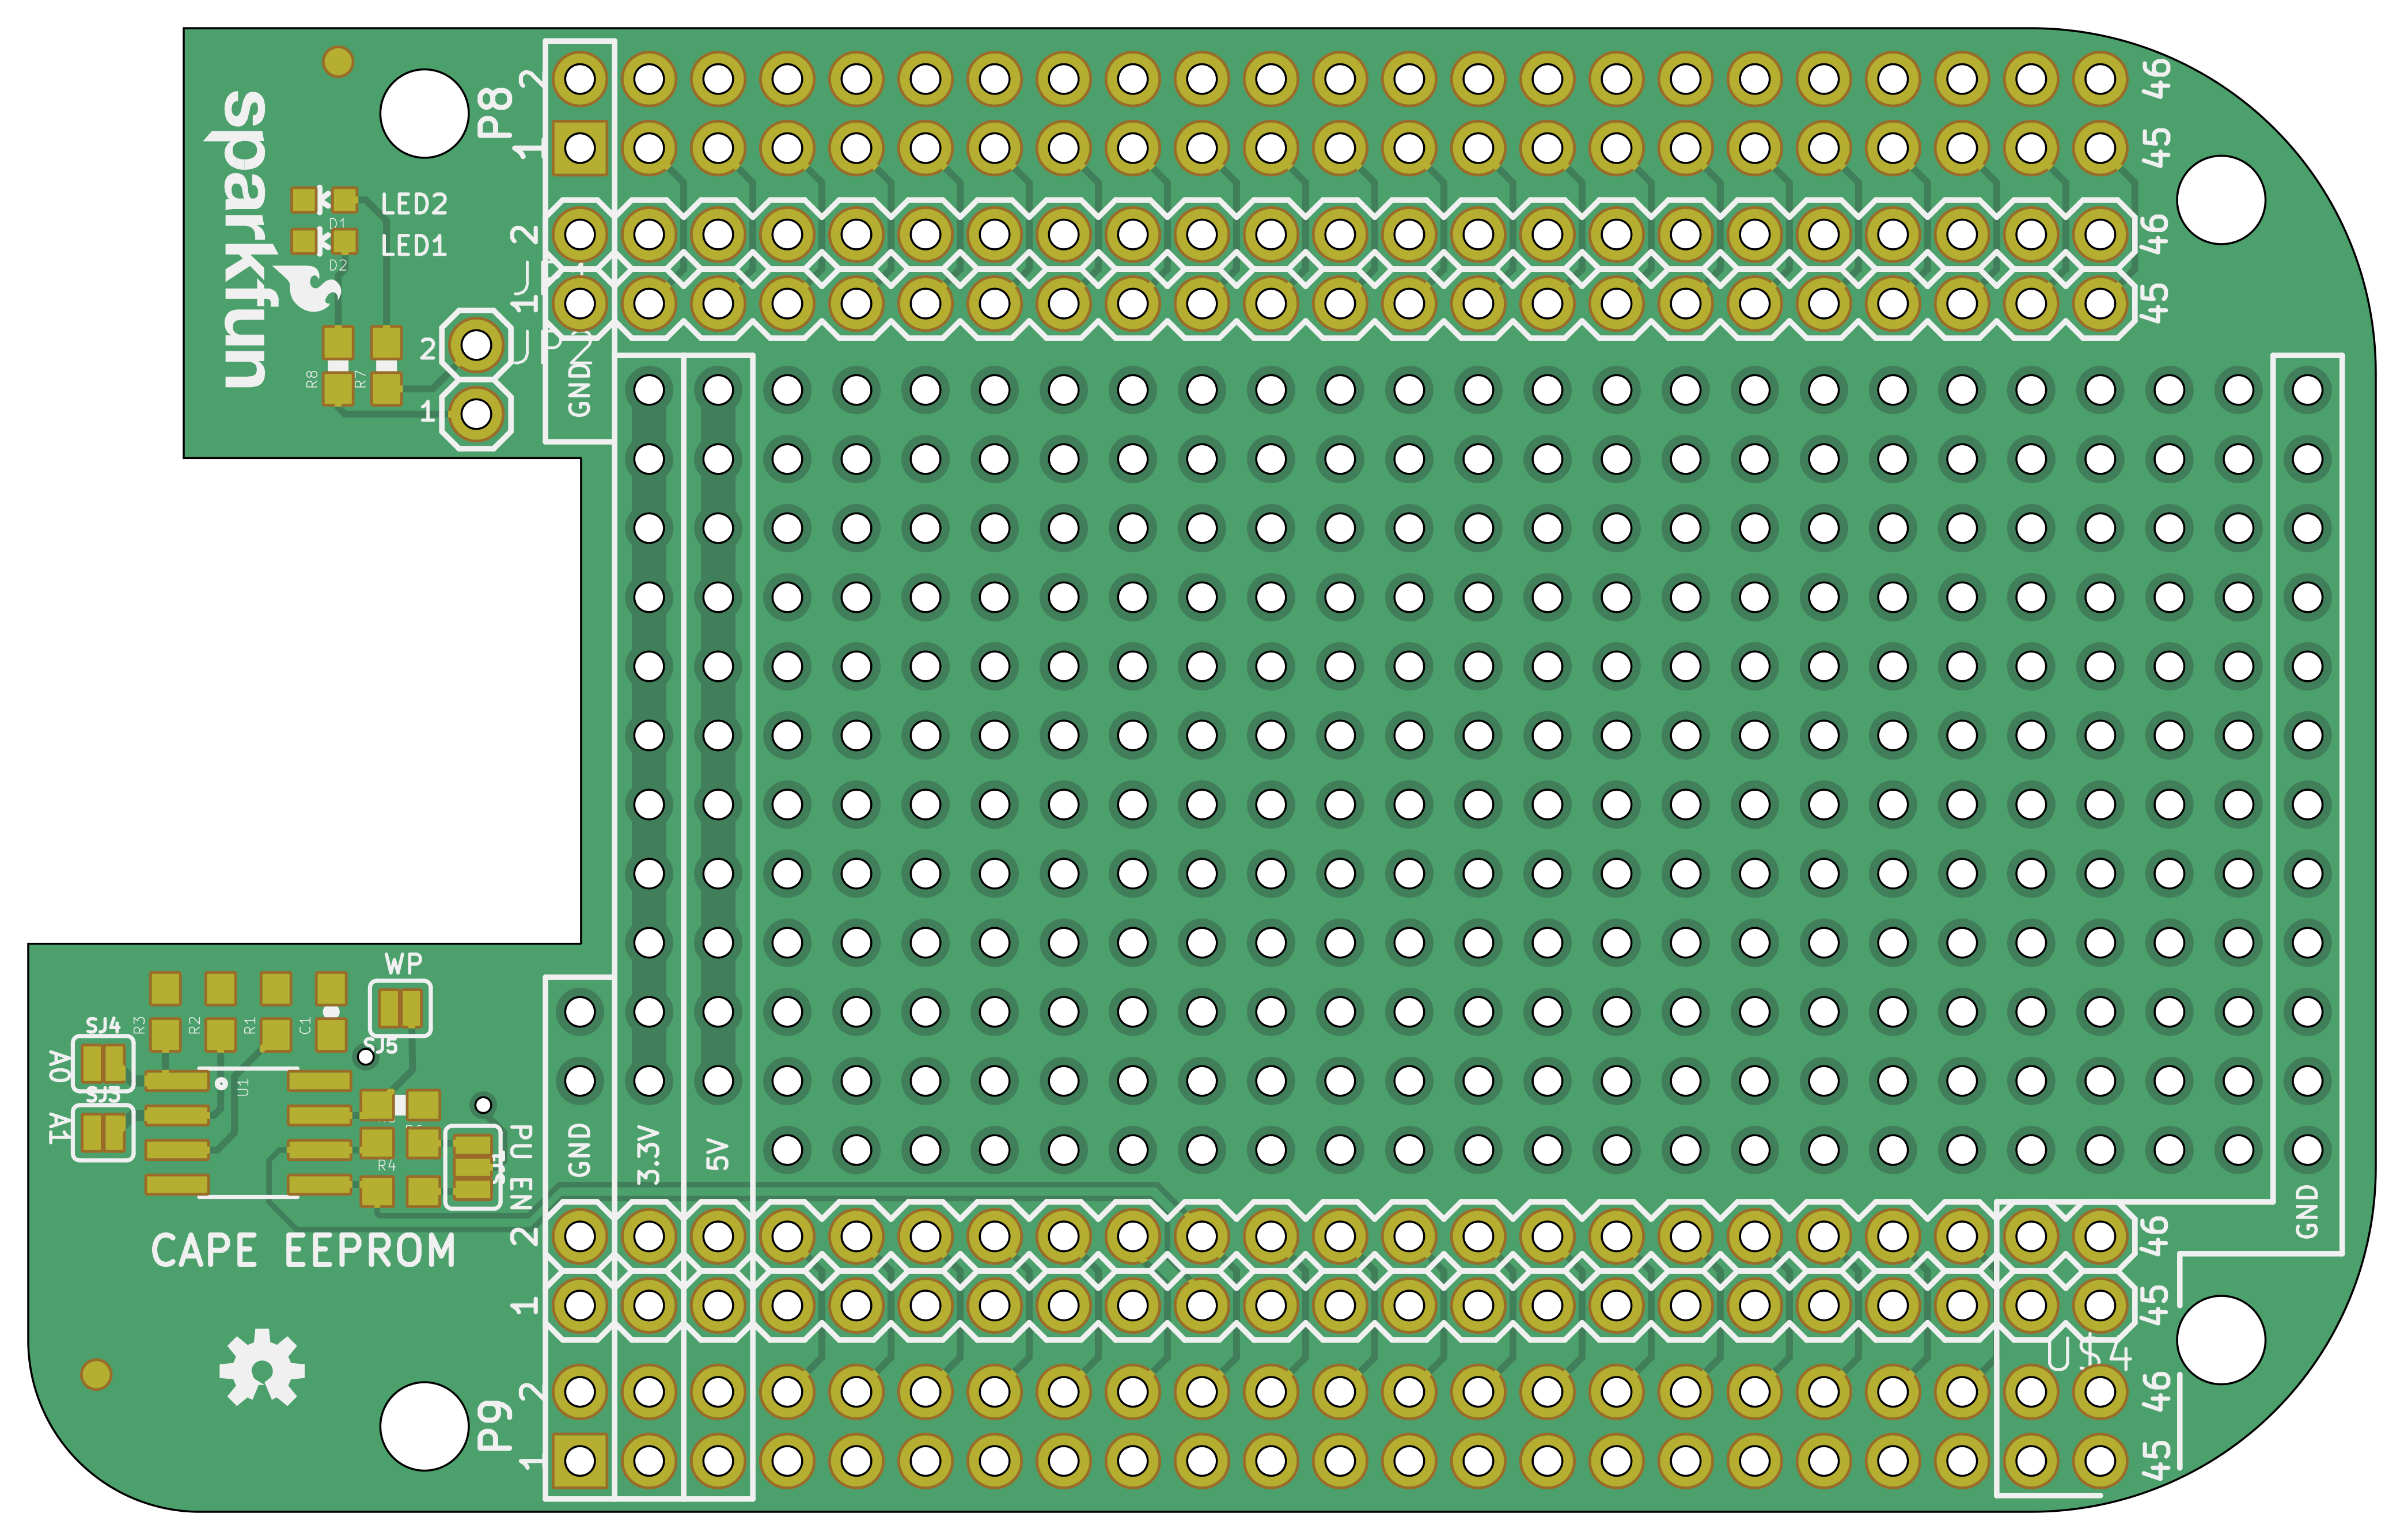 sparkfun
P8
2
1
46
45
LED2
D1
LED1
D2
2
1
46
45
2
1
R8
R7
GND
WP
SJ4
R3
R2
R1
C1
SJ5
A0
SJ3
U1
A1
R4
PU EN
GND
3.3V
5V
GND
CAPE EEPROM
2
1
46
45
U$4
P9
2
1
46
45